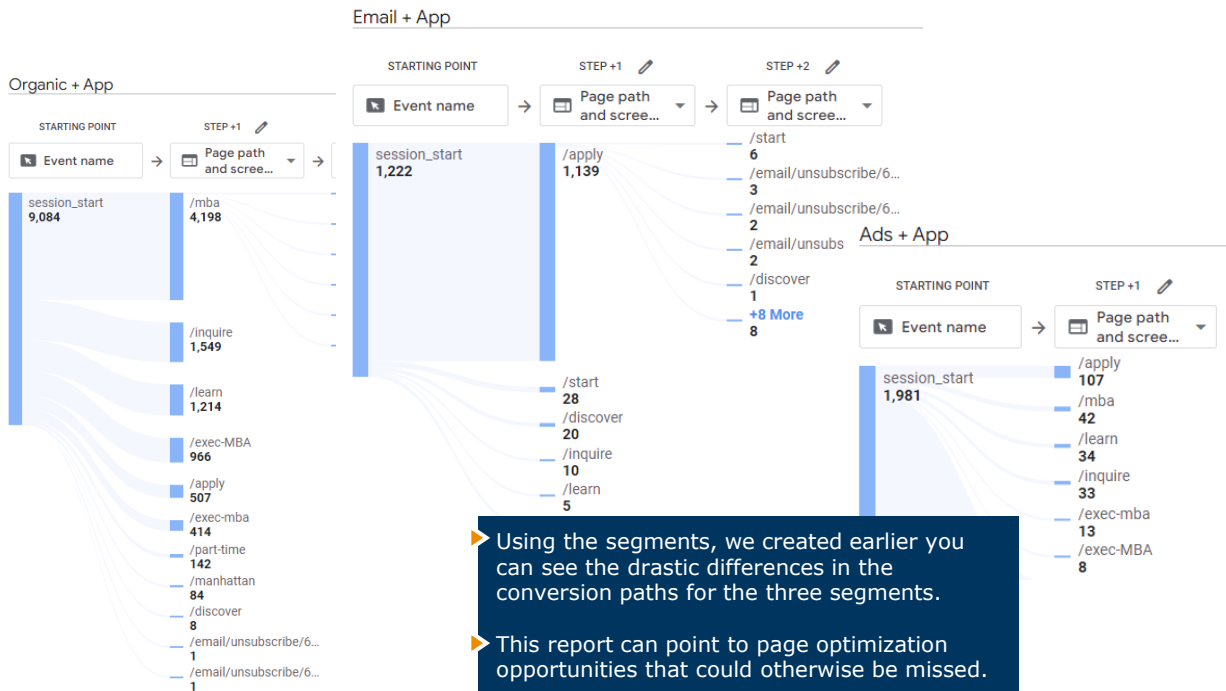 Email + App
STARTING POINT
STEP +1
STEP +2
Event name
Page path
and scree...
Page path
and scree...
session_start
1,222
/apply
1,139
/start
6
/email/unsubscribe/6...
3
/email/unsubscribe/6...
2
/email/unsubs
2
/discover
1
+8 More
8
/start
28
/discover
20
/inquire
10
/learn
5
Organic + App
STARTING POINT
STEP +1
Event name
Page path
and scree...
session_start
9,084
/mba
4,198
/inquire
1,549
/learn
1,214
/exec-MBA
966
/apply
507
/exec-mba
414
/part-time
142
/manhattan
84
/discover
8
/email/unsubscribe/6...
1
/email/unsubscribe/6...
1
Ads + App
STARTING POINT
STEP +1
Event name
Page path
and scree...
session_start
1,981
/apply
107
/mba
42
/learn
34
/inquire
33
/exec-mba
13
/exec-MBA
8
Using the segments, we created earlier you
can see the drastic differences in the
conversion paths for the three segments.
This report can point to page optimization
opportunities that could otherwise be missed.